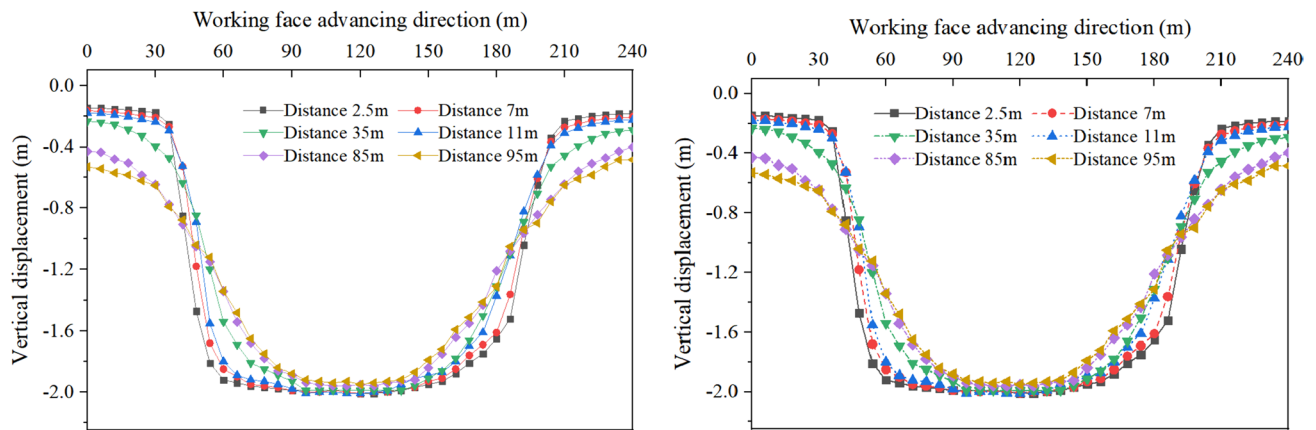 Working face advancing direction (m)
0 30 60 90 120 150 180 210 240
0.0
-0.4
-0.8
-1.2
-1.6
-2.0
Vertical displacement (m)
Distance 2.5m Distance 7m
Distance 35m Distance 11m
Distance 85m Distance 95m
Working face advancing direction (m)
0 30 60 90 120 150 180 210 240
0.0
-0.4
-0.8
-1.2
-1.6
-2.0
Vertical displacement (m)
Distance 2.5m Distance 7m
Distance 35m Distance 11m
Distance 85m Distance 95m